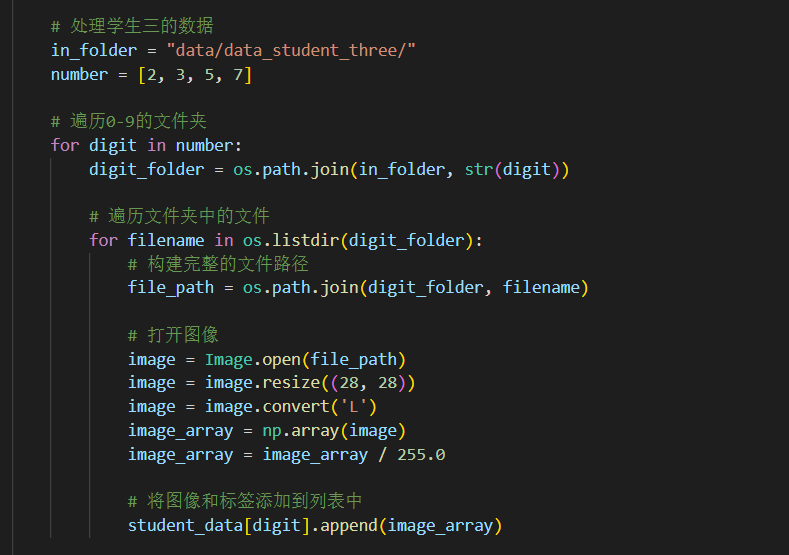 # 处理学生三的数据
in_folder = "data/data_student_three/"
number = [2, 3, 5, 7]
# 遍历0-9的文件夹
for digit in number:
digit_folder = os.path.join(in_folder, str(digit))
# 遍历文件夹中的文件
for filename in os.listdir(digit_folder):
# 构建完整的文件路径
file_path = os.path.join(digit_folder, filename)
# 打开图像
image = Image.open(file_path)
image = image.resize((28, 28))
image = image.convert('L')
image_array = np.array(image)
image_array = image_array / 255.0
# 将图像和标签添加到列表中
student_data[digit].append(image_array)